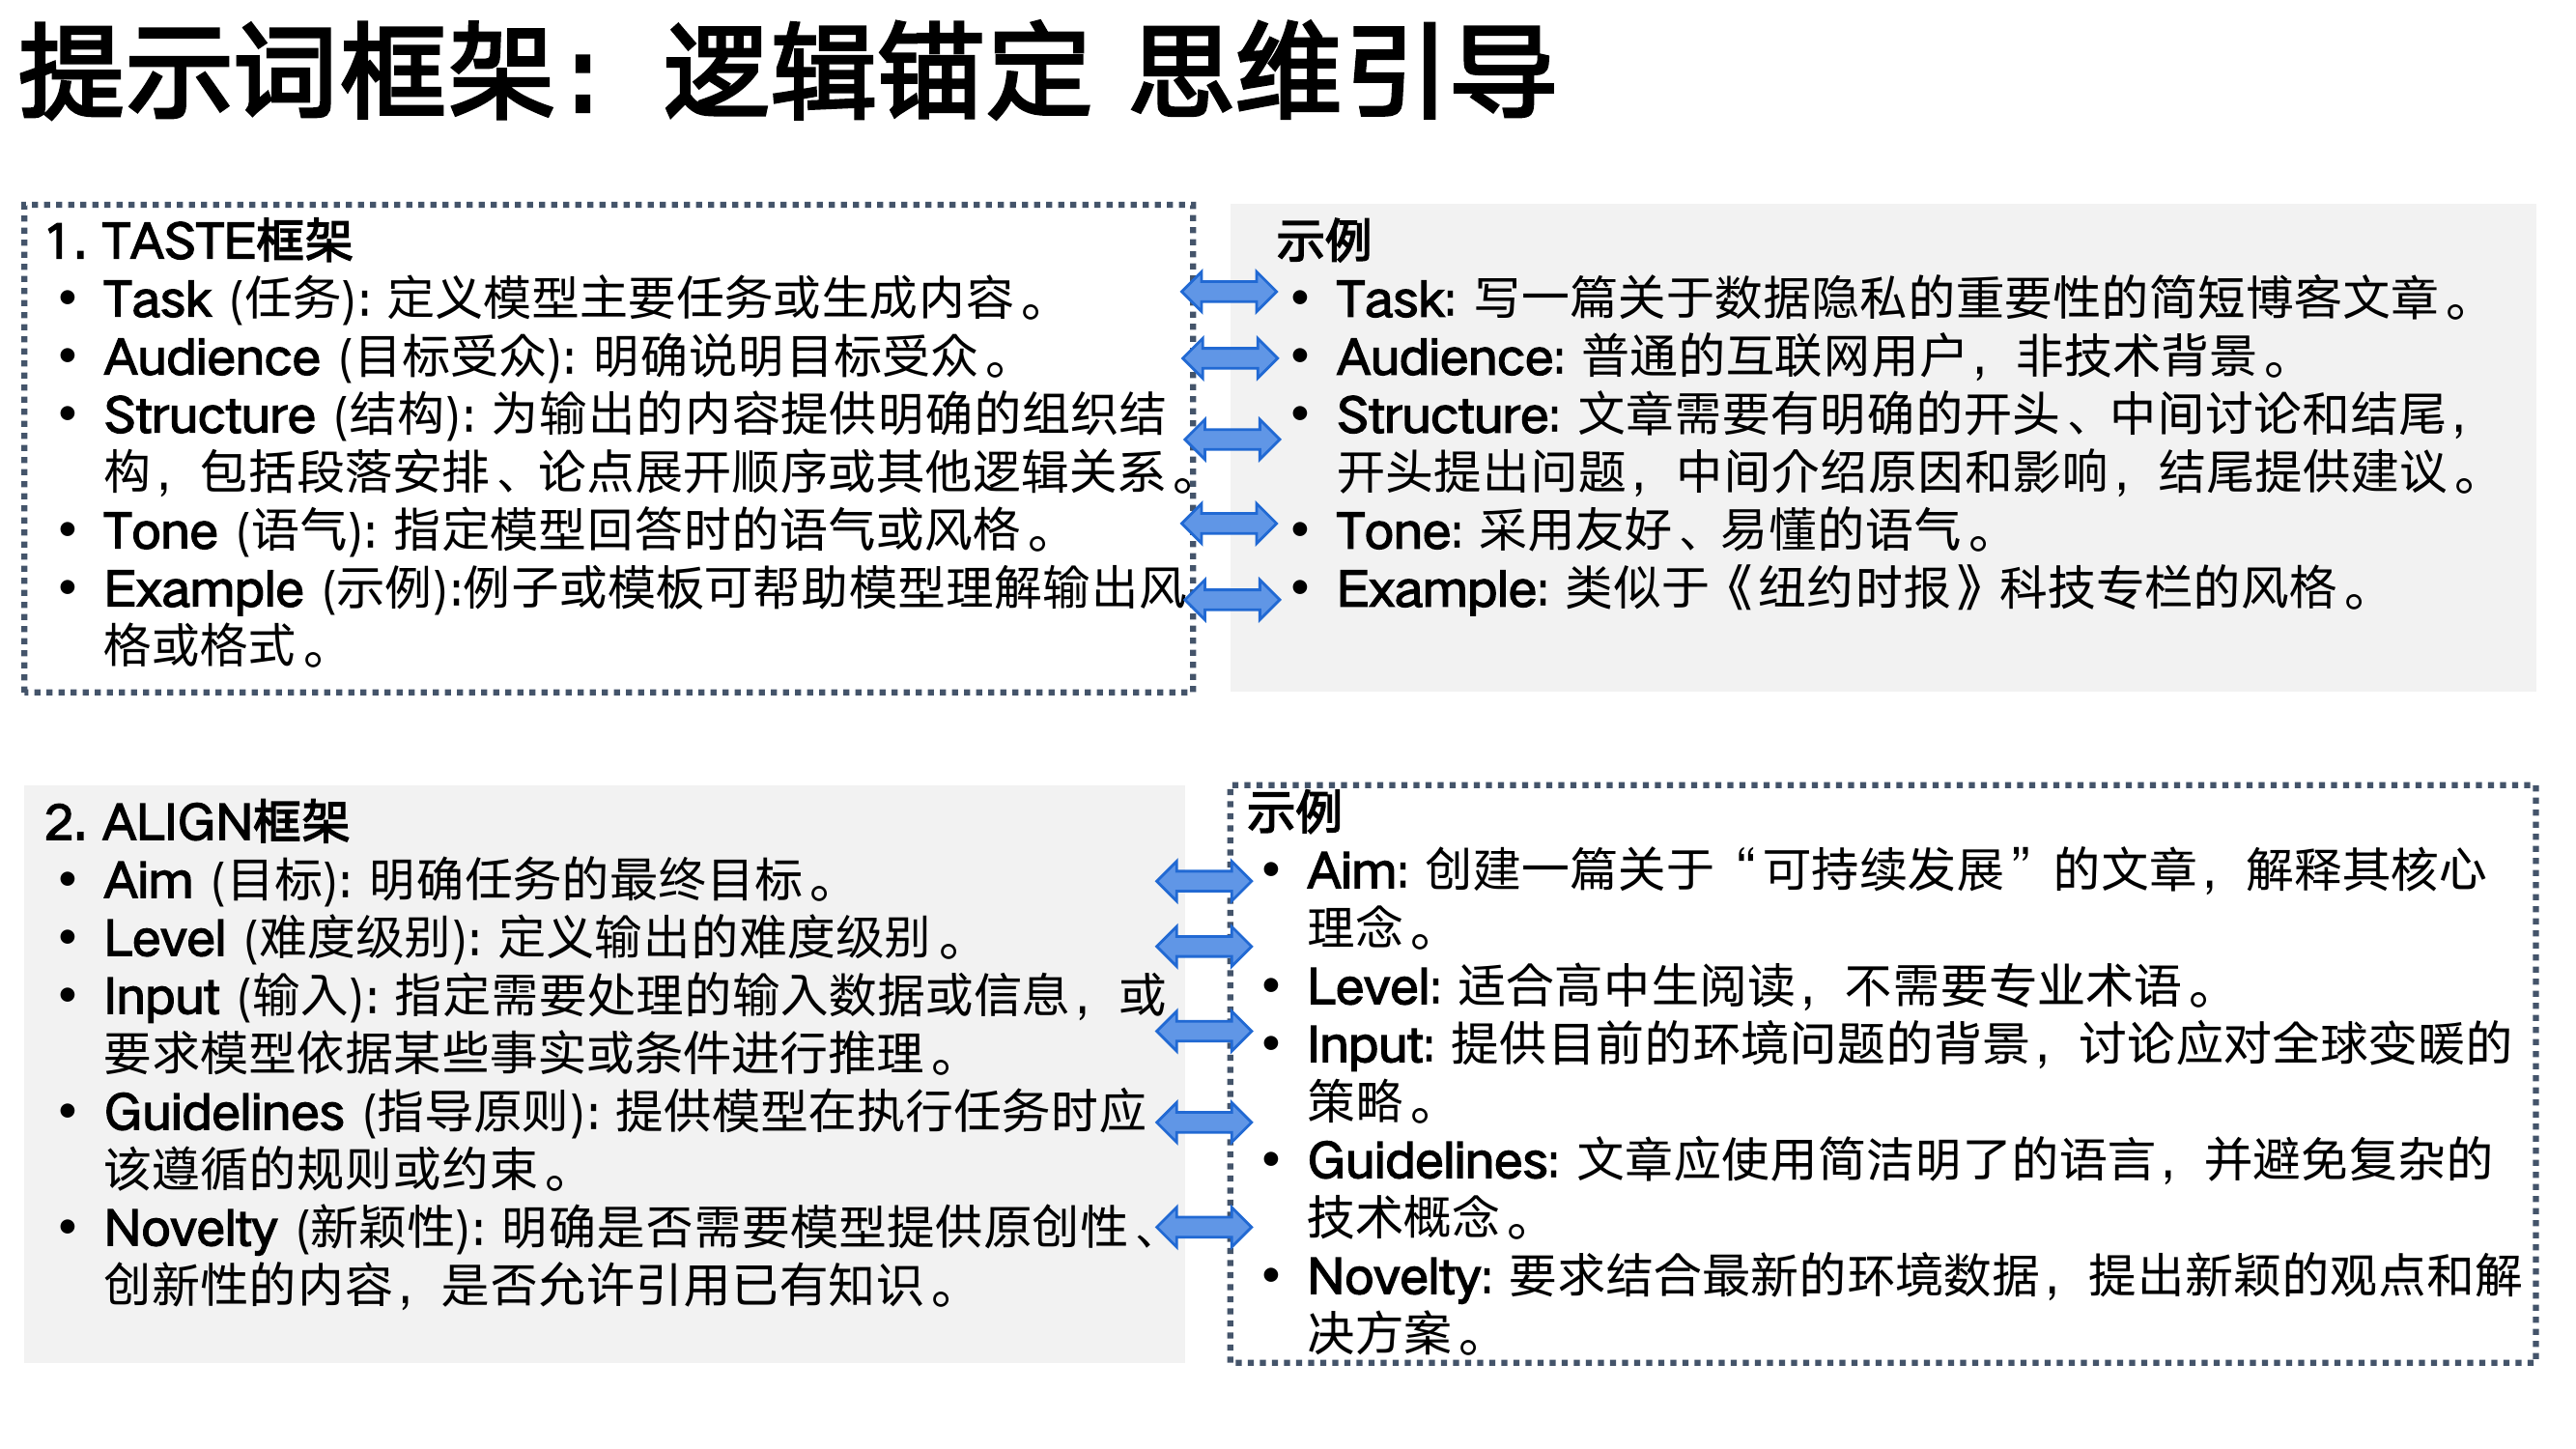 提示词框架：逻辑锚定 思维引导
1. TASTE框架
• Task (任务): 定义模型主要任务或生成内容。
• Audience (目标受众): 明确说明目标受众。
• Structure (结构): 为输出的内容提供明确的组织结
构，包括段落安排、论点展开顺序或其他逻辑关系。
• Tone (语气): 指定模型回答时的语气或风格。
• Example (示例):例子或模板可帮助模型理解输出风
格或格式。
示例
• Task: 写一篇关于数据隐私的重要性的简短博客文章。
• Audience: 普通的互联网用户，非技术背景。
• Structure: 文章需要有明确的开头、中间讨论和结尾，
开头提出问题，中间介绍原因和影响，结尾提供建议。
• Tone: 采用友好、易懂的语气。
• Example: 类似于《纽约时报》科技专栏的风格。
2. ALIGN框架
• Aim (目标): 明确任务的最终目标。
• Level (难度级别): 定义输出的难度级别。
• Input (输入): 指定需要处理的输入数据或信息，或
要求模型依据某些事实或条件进行推理。
• Guidelines (指导原则): 提供模型在执行任务时应
该遵循的规则或约束。
• Novelty (新颖性): 明确是否需要模型提供原创性、
创新性的内容，是否允许引用已有知识。
示例
• Aim: 创建一篇关于“可持续发展”的文章，解释其核心
理念。
• Level: 适合高中生阅读，不需要专业术语。
• Input: 提供目前的环境问题的背景，讨论应对全球变暖的
策略。
• Guidelines: 文章应使用简洁明了的语言，并避免复杂的
技术概念。
• Novelty: 要求结合最新的环境数据，提出新颖的观点和解
决方案。